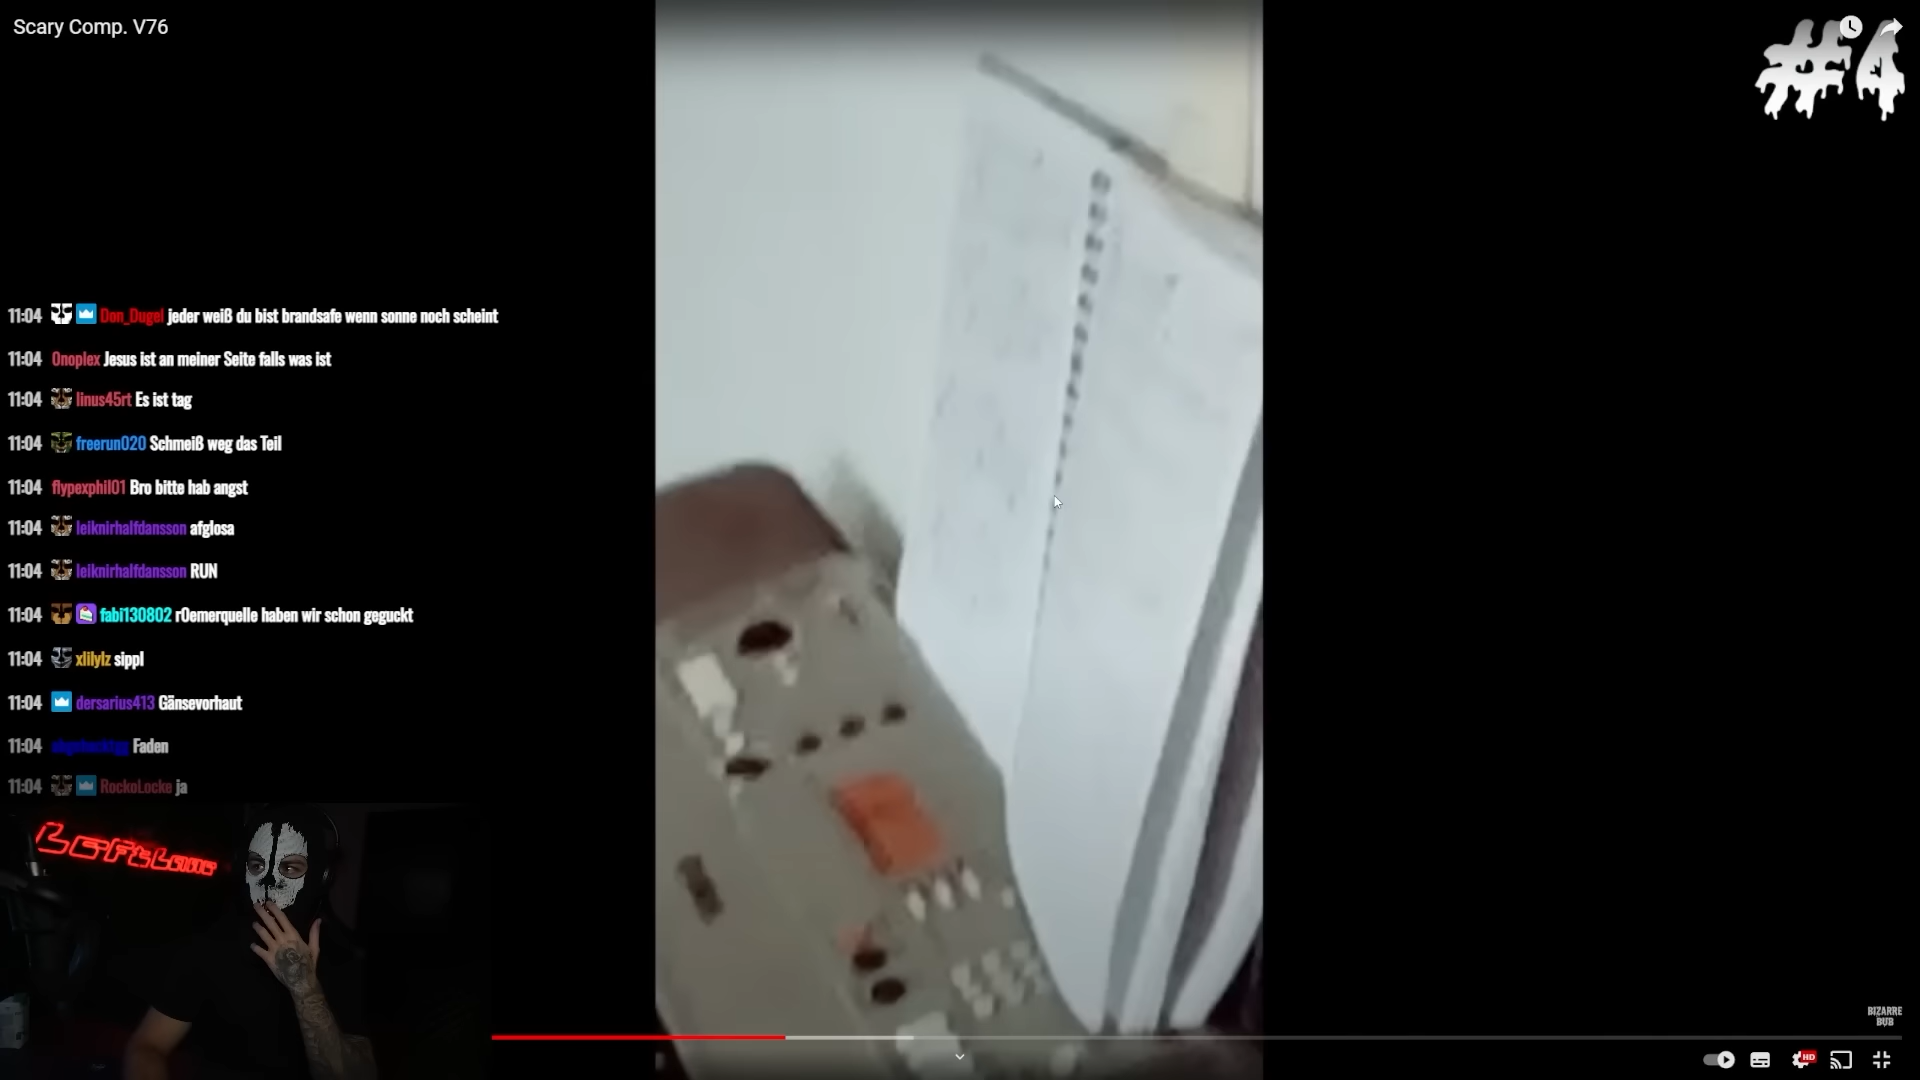 Scary Comp. V76
#4
11:04 Don_Dugel jeder weiß du bist brandsafe wenn sonne noch scheint
11:04 Onoplex Jesus ist an meiner Seite falls was ist
11:04 linus45rt Es ist tag
11:04 freerun020 Schmeiß weg das Teil
11:04 flypexphil01 Bro bitte hab angst
11:04 leiknirhalfdansson afglosa
11:04 leiknirhalfdansson RUN
11:04 fabi130802 r0emerquelle haben wir schon geguckt
11:04 xlilylz sippl
11:04 dersarius413 Gänsevorhaut
11:04 Faden
11:04 RockoLocke ja
BIZARRE
BUB
HD